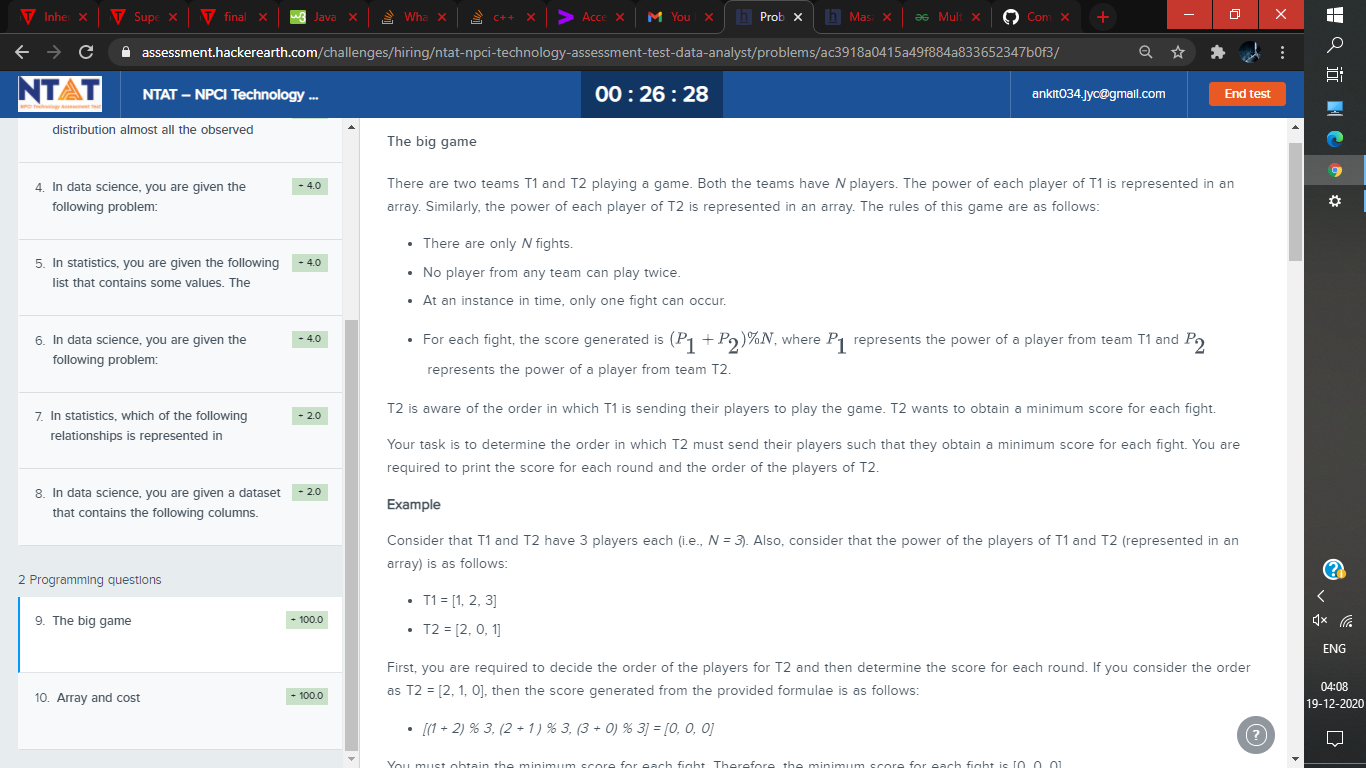 Inher
Supe
final
Java
Wha
c++
Acce
You
Prob
Mas
Mult
Com
assessment.hackerearth.com/challenges/hiring/ntat-npci-technology-assessment-test-data-analyst/problems/ac3918a0415a49f884a833652347b0f3/
NTAT
NPCI Technology Assessment Test
NTAT – NPCI Technology ...
00 : 26 : 28
ankit034.jyc@gmail.com
End test
distribution almost all the observed
4. In data science, you are given the
following problem:
+ 4.0
5. In statistics, you are given the following
list that contains some values. The
+ 4.0
6. In data science, you are given the
following problem:
+ 4.0
7. In statistics, which of the following
relationships is represented in
+ 2.0
8. In data science, you are given a dataset
that contains the following columns.
+ 2.0
2 Programming questions
9. The big game
+ 100.0
10. Array and cost
+ 100.0
The big game
There are two teams T1 and T2 playing a game. Both the teams have N players. The power of each player of T1 is represented in an
array. Similarly, the power of each player of T2 is represented in an array. The rules of this game are as follows:
• There are only N fights.
• No player from any team can play twice.
• At an instance in time, only one fight can occur.
• For each fight, the score generated is (P1 + P2)%N, where P1 represents the power of a player from team T1 and P2
represents the power of a player from team T2.
T2 is aware of the order in which T1 is sending their players to play the game. T2 wants to obtain a minimum score for each fight.
Your task is to determine the order in which T2 must send their players such that they obtain a minimum score for each fight. You are
required to print the score for each round and the order of the players of T2.
Example
Consider that T1 and T2 have 3 players each (i.e., N = 3). Also, consider that the power of the players of T1 and T2 (represented in an
array) is as follows:
• T1 = [1, 2, 3]
• T2 = [2, 0, 1]
First, you are required to decide the order of the players for T2 and then determine the score for each round. If you consider the order
as T2 = [2, 1, 0], then the score generated from the provided formulae is as follows:
• [(1 + 2) % 3, (2 + 1 ) % 3, (3 + 0) % 3] = [0, 0, 0]
You must obtain the minimum score for each fight. Therefore, the minimum score for each fight is [0, 0, 0]
ENG
04:08
19-12-2020